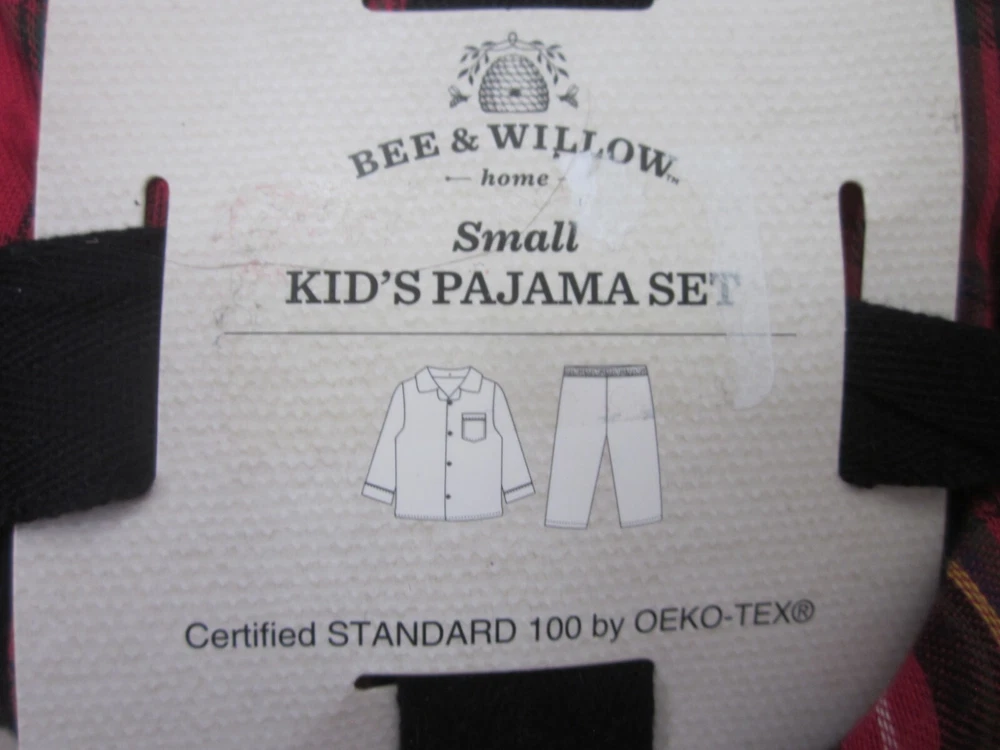 BEE & WILLOW™
— home —
Small
KID'S PAJAMA SET
Certified STANDARD 100 by OEKO-TEX®